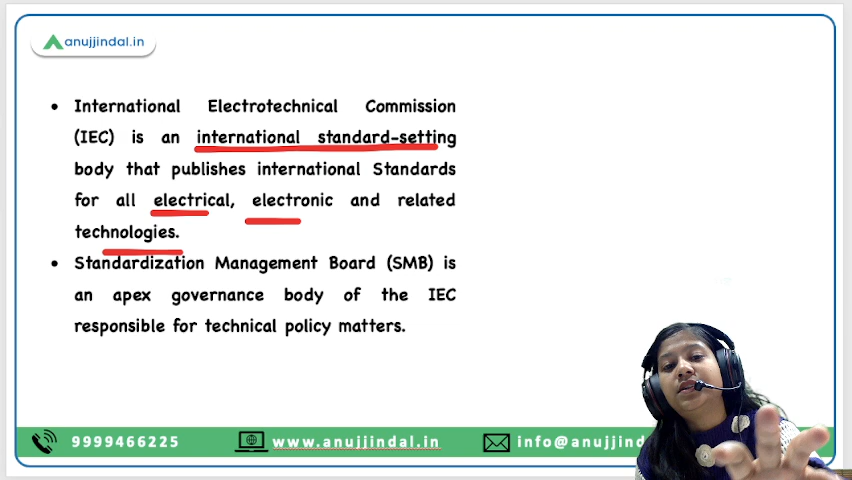 anujjindal.in
• International Electrotechnical Commission
(IEC) is an international standard-setting
body that publishes international Standards
for all electrical, electronic and related
technologies.
• Standardization Management Board (SMB) is
an apex governance body of the IEC
responsible for technical policy matters.
9999466225 www.anujjindal.in info@anujjind